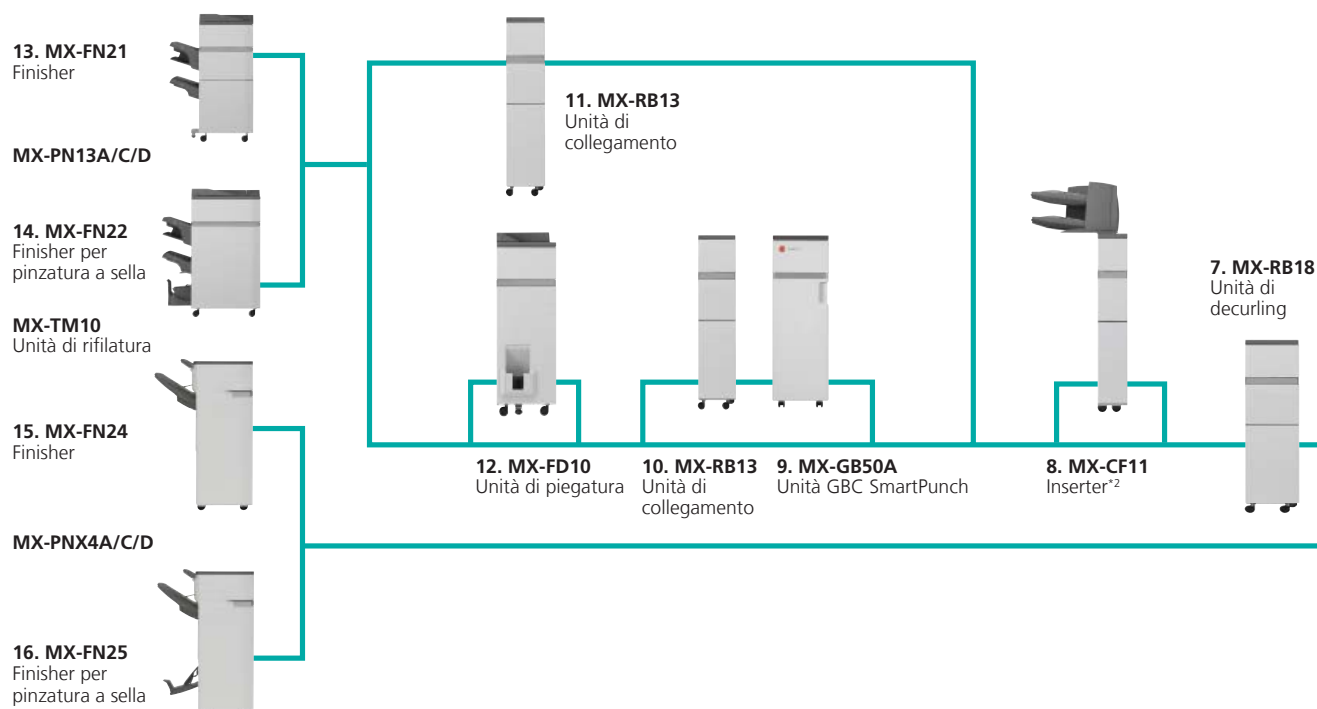 13. MX-FN21
Finisher
MX-PN13A/C/D
14. MX-FN22
Finisher per
pinzatura a sella
MX-TM10
Unità di rifilatura
15. MX-FN24
Finisher
MX-PNX4A/C/D
16. MX-FN25
Finisher per
pinzatura a sella
11. MX-RB13
Unità di
collegamento
12. MX-FD10
Unità di piegatura
10. MX-RB13
Unità di
collegamento
9. MX-GB50A
Unità GBC SmartPunch
8. MX-CF11
Inserter*2
7. MX-RB18
Unità di
decurling